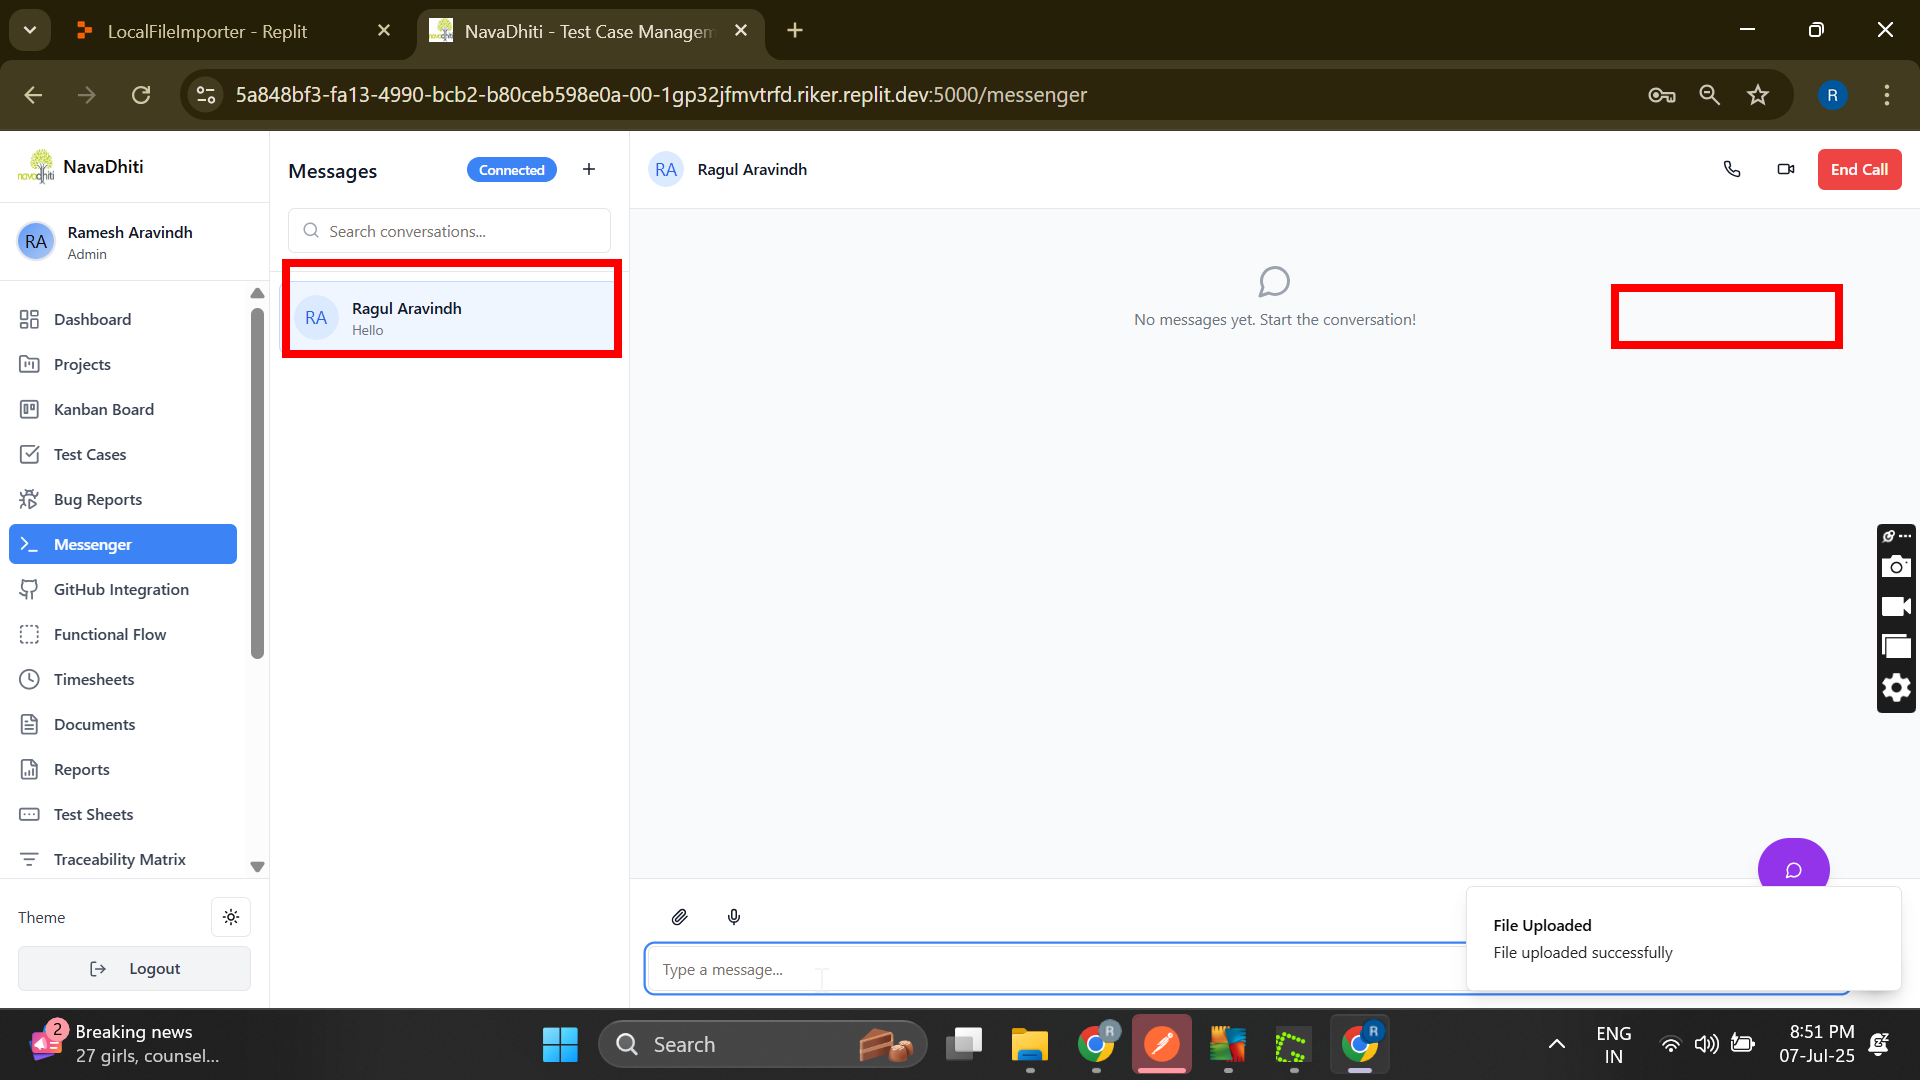 LocalFileImporter - Replit
NavaDhiti - Test Case Managem
5a848bf3-fa13-4990-bcb2-b80ceb598e0a-00-1gp32jfmvtrfd.riker.replit.dev:5000/messenger
R
navadhiti
NavaDhiti
RA
Ramesh Aravindh
Admin
Dashboard
Projects
Kanban Board
Test Cases
Bug Reports
Messenger
GitHub Integration
Functional Flow
Timesheets
Documents
Reports
Test Sheets
Traceability Matrix
Theme
Logout
Messages
Connected
Search conversations...
RA
Ragul Aravindh
Hello
RA
Ragul Aravindh
End Call
No messages yet. Start the conversation!
Type a message...
File Uploaded
File uploaded successfully
2
Breaking news
27 girls, counsel...
Search
R
R
ENG
IN
8:51 PM
07-Jul-25